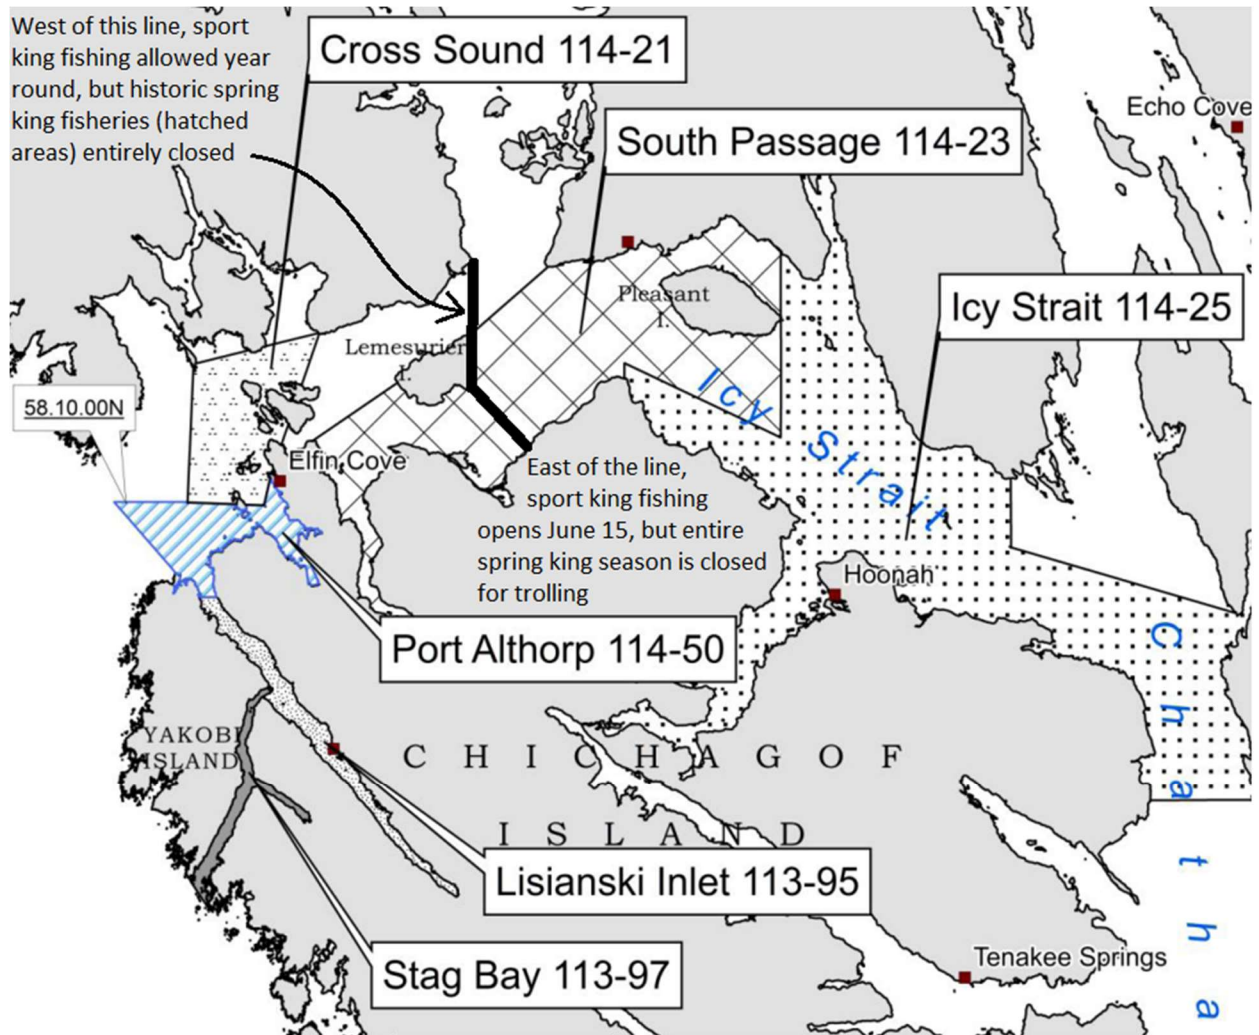 West of this line, sport
king fishing allowed year
round, but historic spring
king fisheries (hatched
areas) entirely closed
Cross Sound 114-21
South Passage 114-23
Echo Cove
Icy Strait 114-25
Pleasant
I.
Lemesurier
I.
58.10.00N
Icy Strait
Elfin Cove
East of the line,
sport king fishing
opens June 15, but entire
spring king season is closed
for trolling
Hoonah
Port Althorp 114-50
YAKOBI
ISLAND
CHICHAGOF
ISLAND
Chatha
Lisianski Inlet 113-95
Stag Bay 113-97
Tenakee Springs